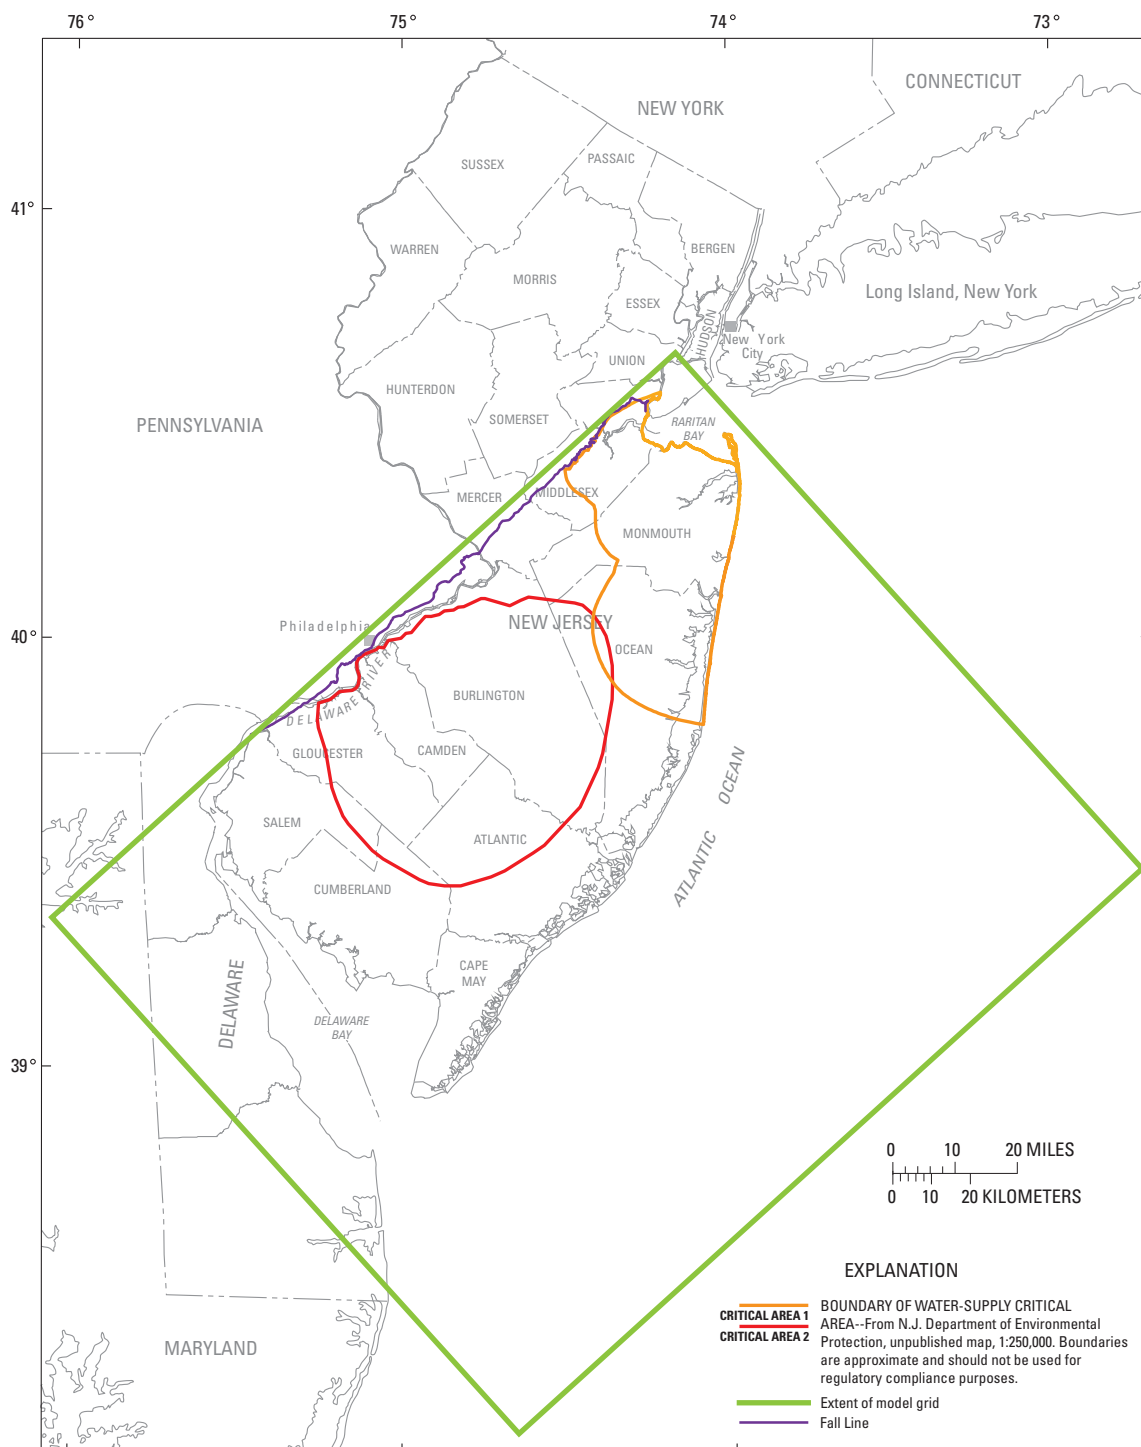 76°
75°
74°
73°
CONNECTICUT
NEW YORK
PASSAIC
SUSSEX
41°
WARREN
BERGEN
MORRIS
ESSEX
Long Island, New York
HUDSON
New York
City
UNION
HUNTERDON
SOMERSET
PENNSYLVANIA
RARITAN
BAY
MERCER
MIDDLESEX
MONMOUTH
40°
Philadelphia
NEW JERSEY
OCEAN
DELAWARE RIVER
BURLINGTON
GLOUCESTER
CAMDEN
ATLANTIC OCEAN
SALEM
ATLANTIC
CUMBERLAND
CAPE
MAY
DELAWARE
DELAWARE
BAY
39°
0 10 20 MILES
0 10 20 KILOMETERS
EXPLANATION
CRITICAL AREA 1
CRITICAL AREA 2
BOUNDARY OF WATER-SUPPLY CRITICAL
AREA--From N.J. Department of Environmental
Protection, unpublished map, 1:250,000. Boundaries
are approximate and should not be used for
regulatory compliance purposes.
MARYLAND
Extent of model grid
Fall Line